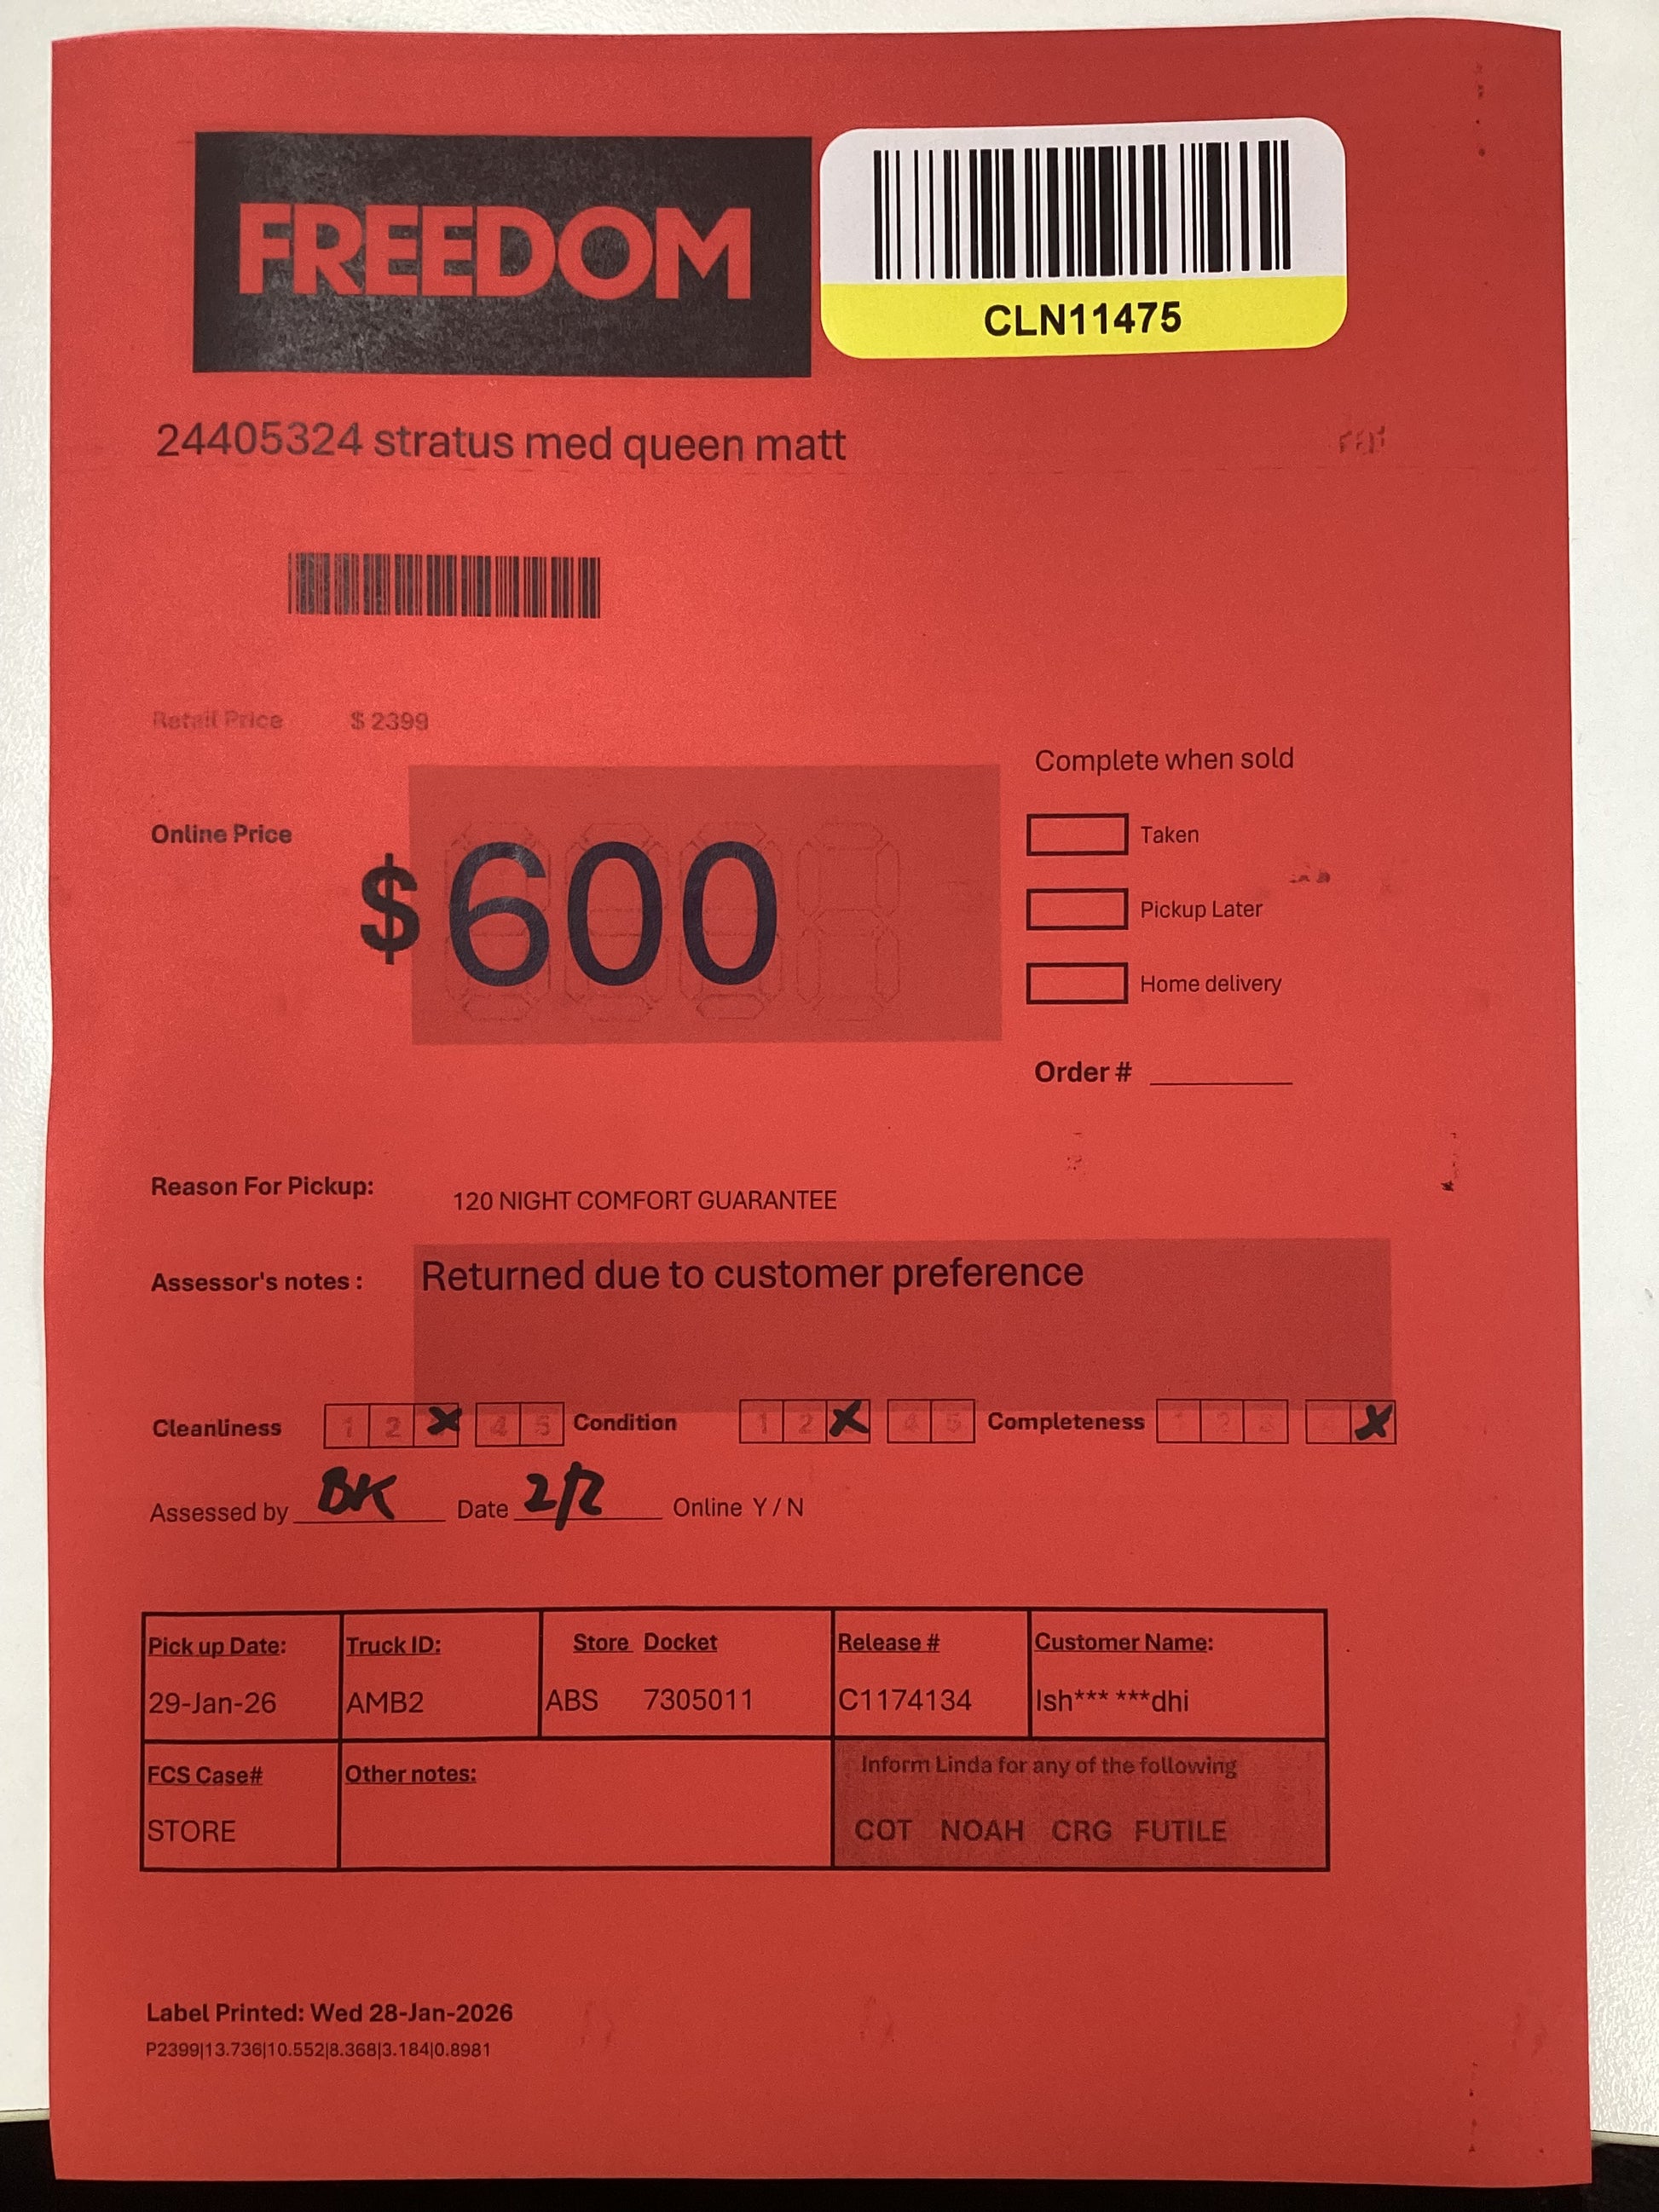 FREEDOM
CLN11475
24405324 stratus med queen matt
Retail Price $ 2399
Online Price
$ 600
Complete when sold
Taken
Pickup Later
Home delivery
Order #
Reason For Pickup: 120 NIGHT COMFORT GUARANTEE
Assessor's notes : Returned due to customer preference
Cleanliness 1 2 X 4 5 Condition 1 2 X 4 5 Completeness 1 2 3 4 X
Assessed by BK Date 2/2 Online Y / N
Pick up Date: Truck ID: Store Docket Release # Customer Name:
29-Jan-26 AMB2 ABS 7305011 C1174134 Ish*** ***dhi
FCS Case# Other notes: Inform Linda for any of the following
STORE COT NOAH CRG FUTILE
Label Printed: Wed 28-Jan-2026
P2399|13.736|10.552|8.368|3.184|0.8981